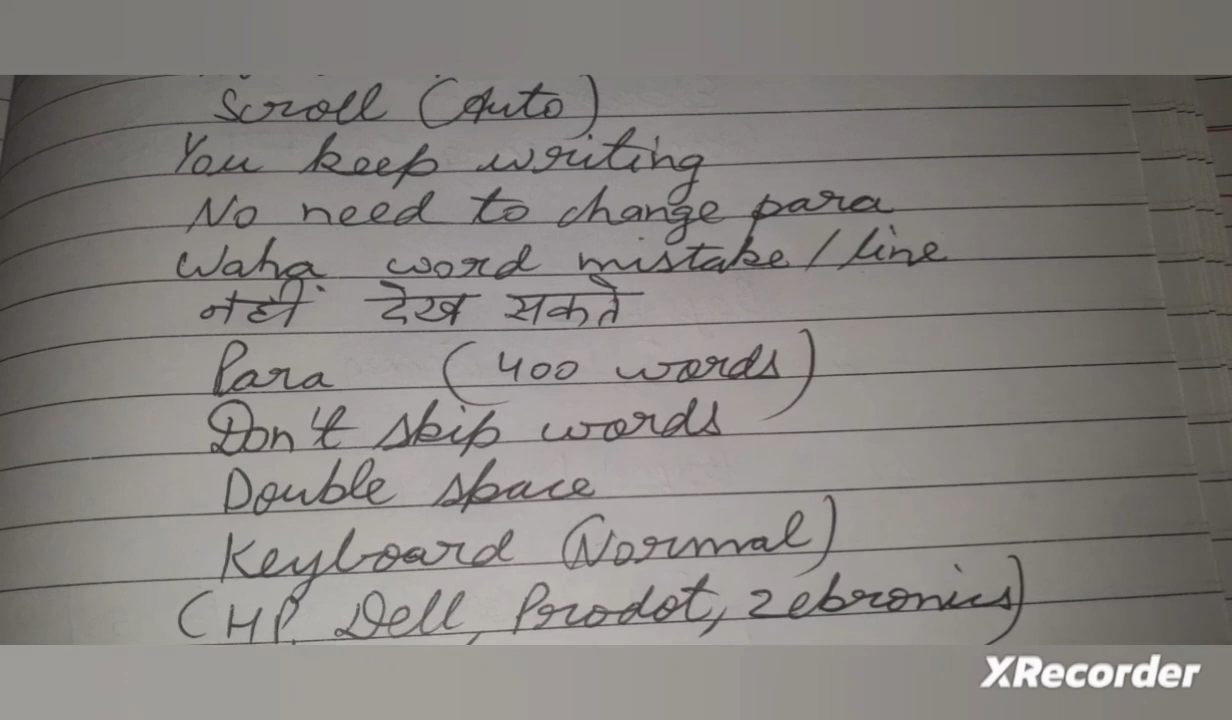 Scroll (Auto)
You keep writing
No need to change para
Waha word mistake / line
नहीं देख सकते
Para (400 words)
Don't skip words
Double space
Keyboard (Normal)
(HP, Dell, Prodot, zebronics)
XRecorder